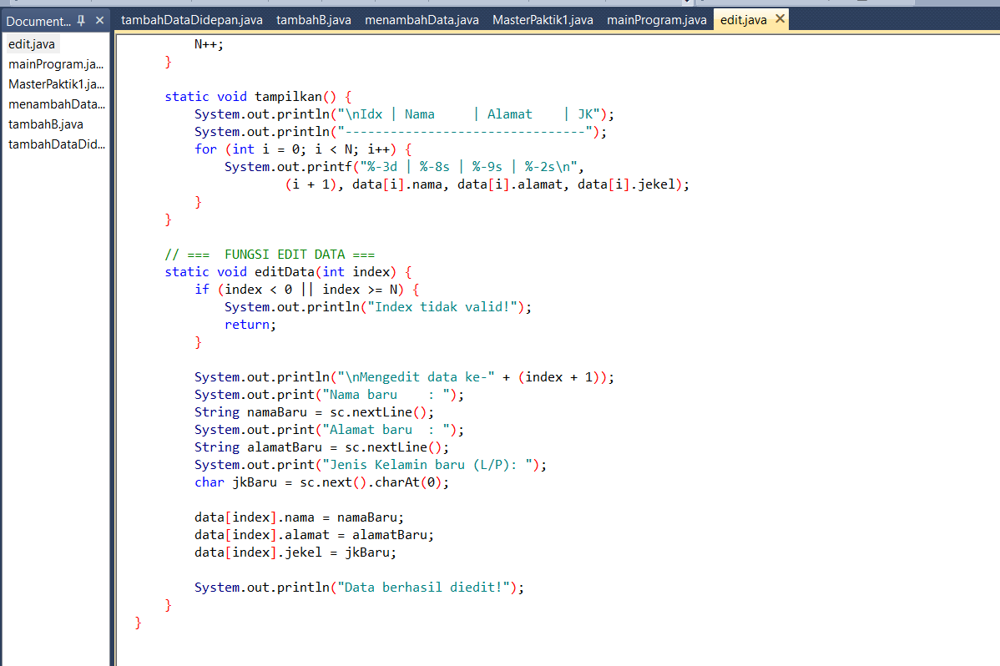 Document...
edit.java
mainProgram.ja...
MasterPaktik1.ja...
menambahData...
tambahB.java
tambahDataDid...
tambahDataDidepan.java tambahB.java menambahData.java MasterPaktik1.java mainProgram.java edit.java
N++;
}
static void tampilkan() {
System.out.println("\nIdx | Nama     | Alamat    | JK");
System.out.println("--------------------------------");
for (int i = 0; i < N; i++) {
System.out.printf("%-3d | %-8s | %-9s | %-2s\n",
(i + 1), data[i].nama, data[i].alamat, data[i].jekel);
}
}
// ===  FUNGSI EDIT DATA ===
static void editData(int index) {
if (index < 0 || index >= N) {
System.out.println("Index tidak valid!");
return;
}
System.out.println("\nMengedit data ke-" + (index + 1));
System.out.print("Nama baru    : ");
String namaBaru = sc.nextLine();
System.out.print("Alamat baru  : ");
String alamatBaru = sc.nextLine();
System.out.print("Jenis Kelamin baru (L/P): ");
char jkBaru = sc.next().charAt(0);
data[index].nama = namaBaru;
data[index].alamat = alamatBaru;
data[index].jekel = jkBaru;
System.out.println("Data berhasil diedit!");
}
}